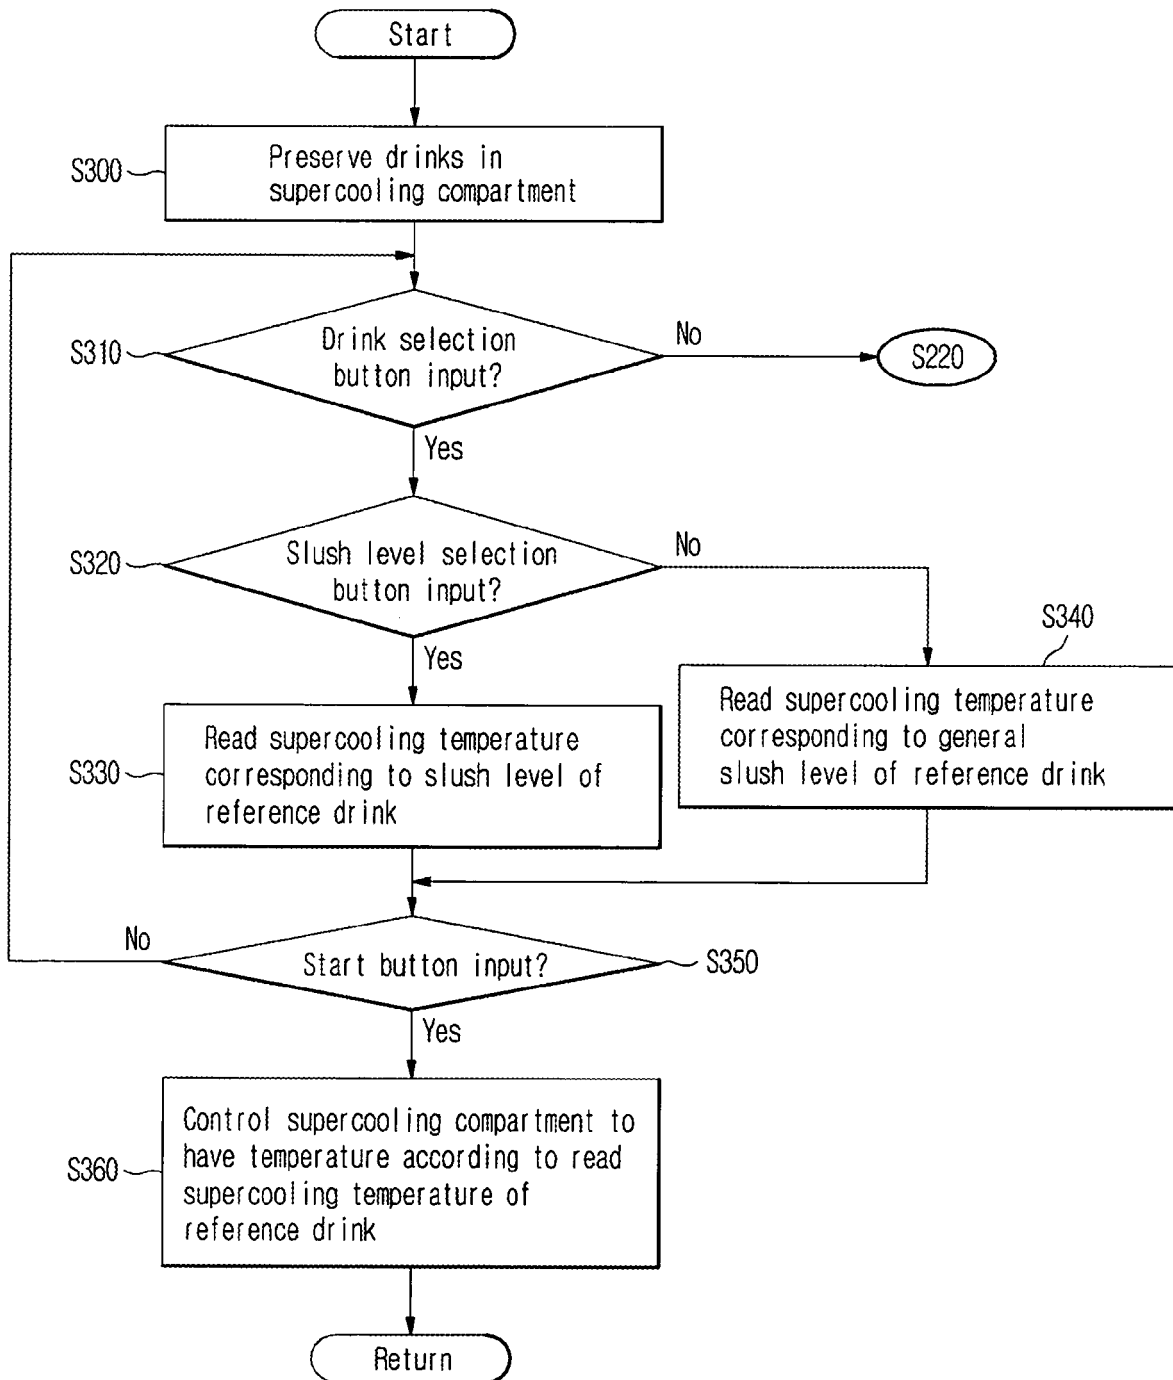 Start
S300
Preserve drinks in
supercooling compartment
S310
Drink selection
button input?
No
S220
Yes
S320
Slush level selection
button input?
No
Yes
S340
S330
Read supercooling temperature
corresponding to slush level of
reference drink
Read supercooling temperature
corresponding to general
slush level of reference drink
No
Start button input?
S350
Yes
S360
Control supercooling compartment to
have temperature according to read
supercooling temperature of
reference drink
Return